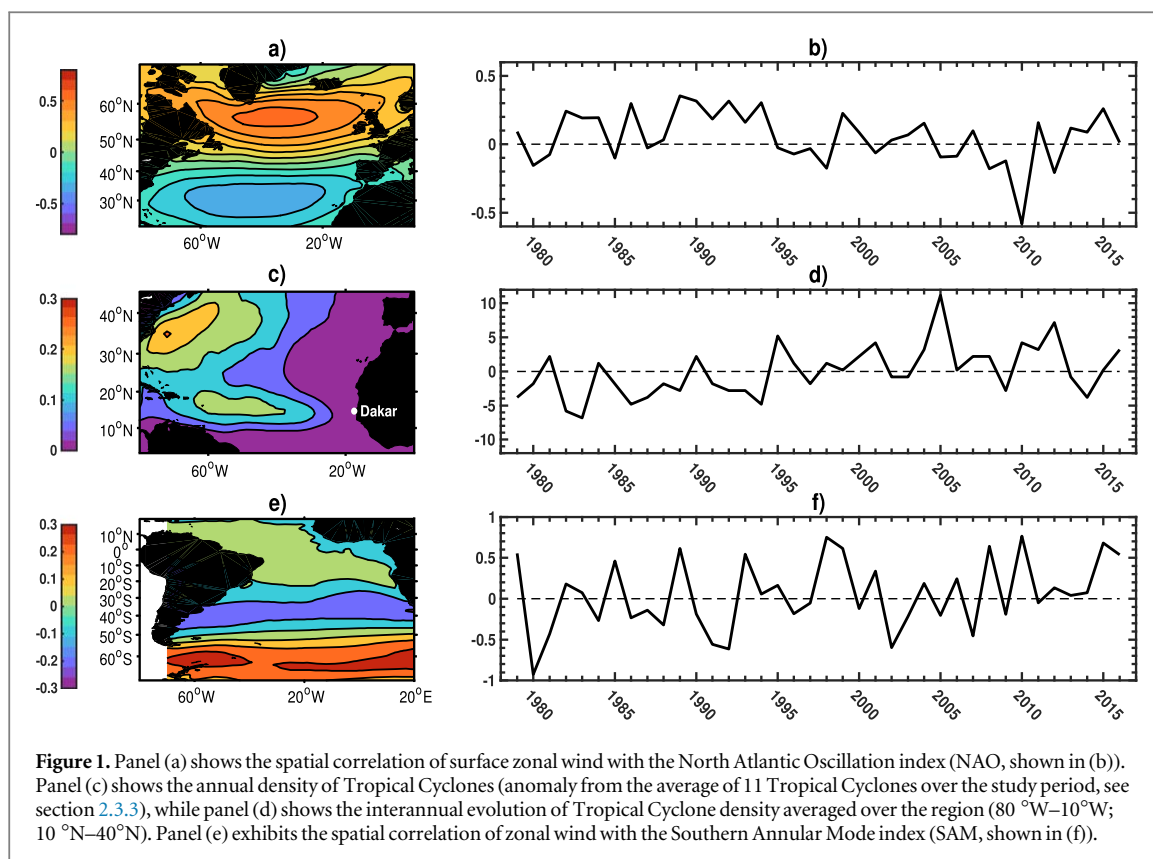 a)
0.5
0
-0.5
60°N
50°N
40°N
30°N
60°W
20°W
b)
0.5
0
-0.5
1980
1985
1990
1995
2000
2005
2010
2015
c)
0.3
0.2
0.1
0
40°N
30°N
20°N
10°N
Dakar
60°W
20°W
d)
10
5
0
-5
-10
1980
1985
1990
1995
2000
2005
2010
2015
e)
0.3
0.2
0.1
0
-0.1
-0.2
-0.3
10°N
0°
10°S
20°S
30°S
40°S
50°S
60°S
60°W
20°W
20°E
f)
1
0.5
0
-0.5
-1
1980
1985
1990
1995
2000
2005
2010
2015
Figure 1. Panel (a) shows the spatial correlation of surface zonal wind with the North Atlantic Oscillation index (NAO, shown in (b)).
Panel (c) shows the annual density of Tropical Cyclones (anomaly from the average of 11 Tropical Cyclones over the study period, see
section 2.3.3), while panel (d) shows the interannual evolution of Tropical Cyclone density averaged over the region (80 °W–10°W;
10 °N–40°N). Panel (e) exhibits the spatial correlation of zonal wind with the Southern Annular Mode index (SAM, shown in (f)).